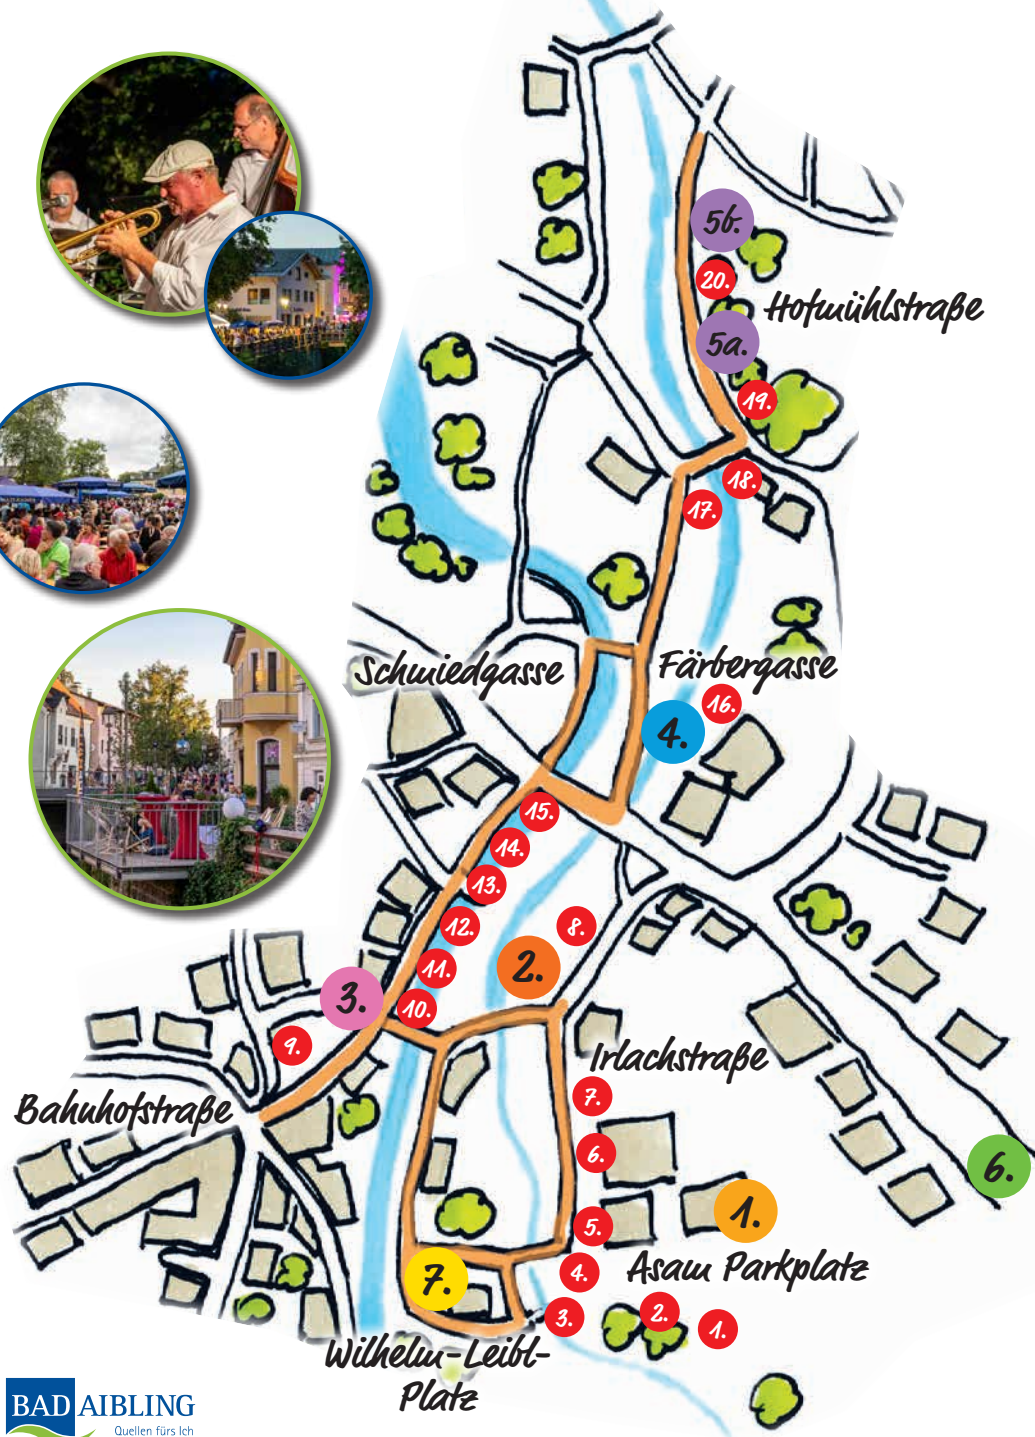 5b.
20.
Hofmühlstraße
5a.
19.
18.
17.
Schmiedgasse
Färbergasse
16.
4.
15.
14.
13.
12.
8.
11.
2.
3.
10.
9.
Irlachstraße
7.
Bahnhofstraße
6.
6.
1.
5.
Asam Parkplatz
4.
7.
2.
3.
1.
Wilhelm-Leibl-
Platz
BAD AIBLING
Quellen fürs Ich